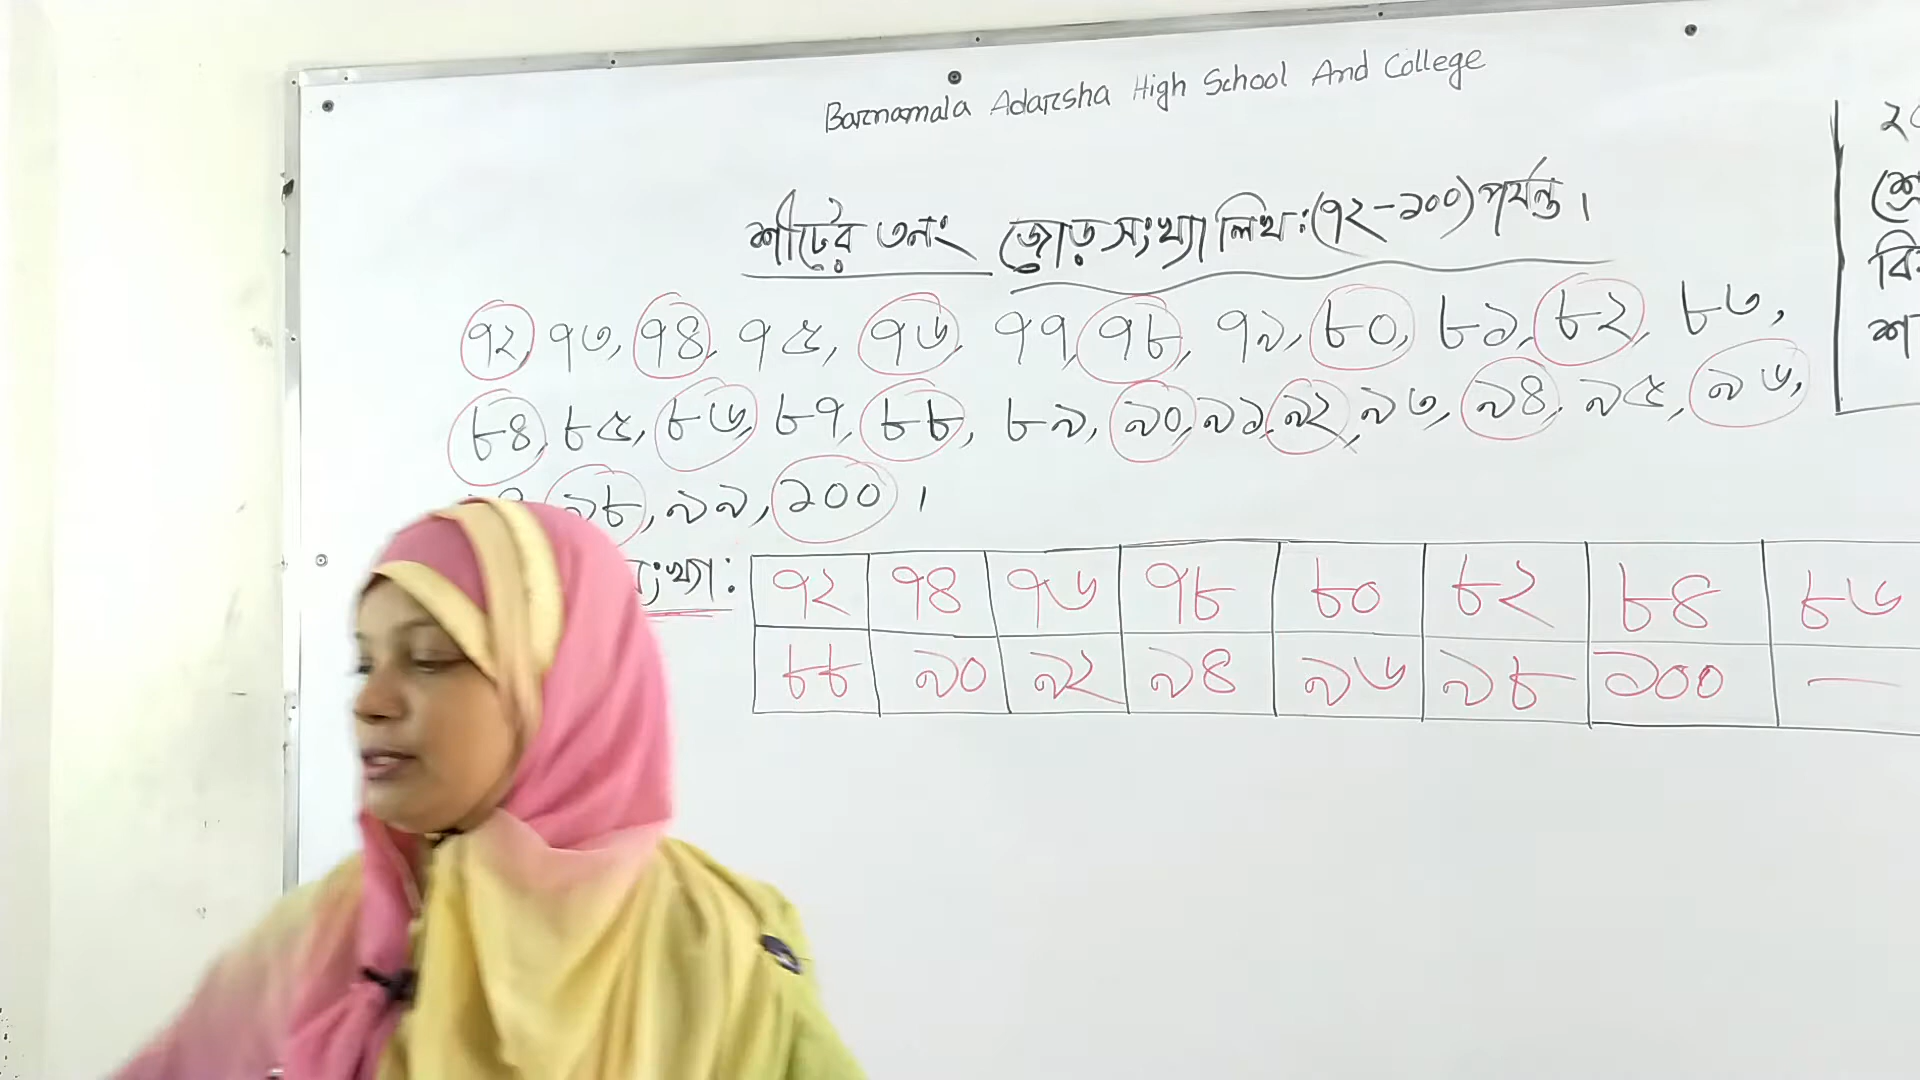 Barnamala Adarsha High School And College
শীটের ৩নং জোড় সংখ্যা লিখ: (৭২-১০০) পর্যন্ত।
৭২, ৭৩, ৭৪, ৭৫, ৭৬, ৭৭, ৭৮, ৭৯, ৮০, ৮১, ৮২, ৮৩,
৮৪, ৮৫, ৮৬, ৮৭, ৮৮, ৮৯, ৯০, ৯১, ৯২, ৯৩, ৯৪, ৯৫, ৯৬,
৯৮, ৯৯, ১০০।
সংখ্যা: ৭২ ৭৪ ৭৬ ৭৮ ৮০ ৮২ ৮৪ ৮৬
৮৮ ৯০ ৯২ ৯৪ ৯৬ ৯৮ ১০০ —